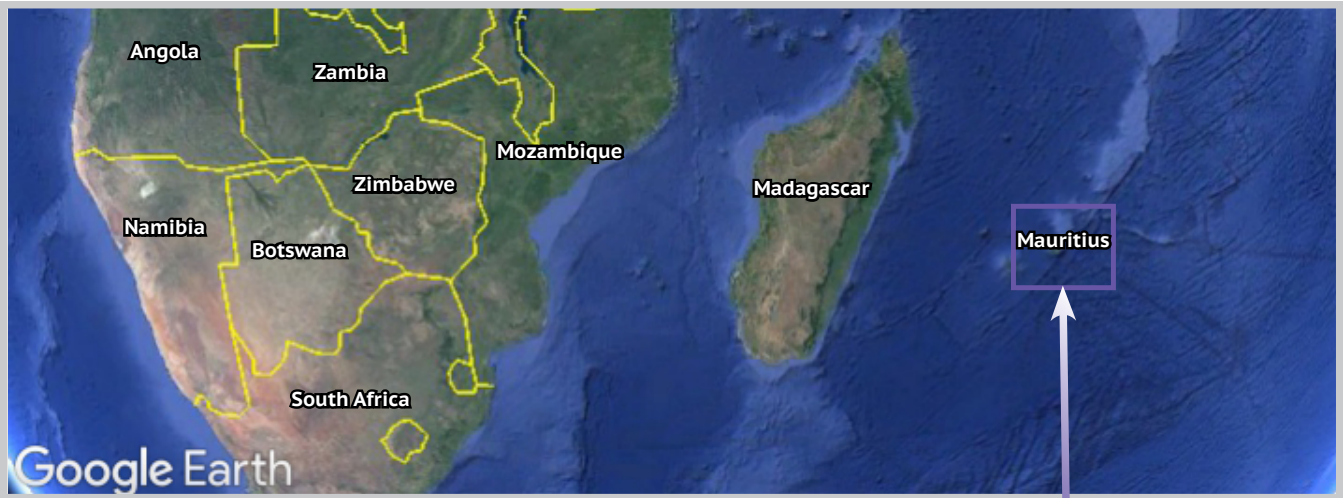 Angola
Zambia
Mozambique
Zimbabwe
Madagascar
Namibia
Botswana
Mauritius
South Africa
Google Earth